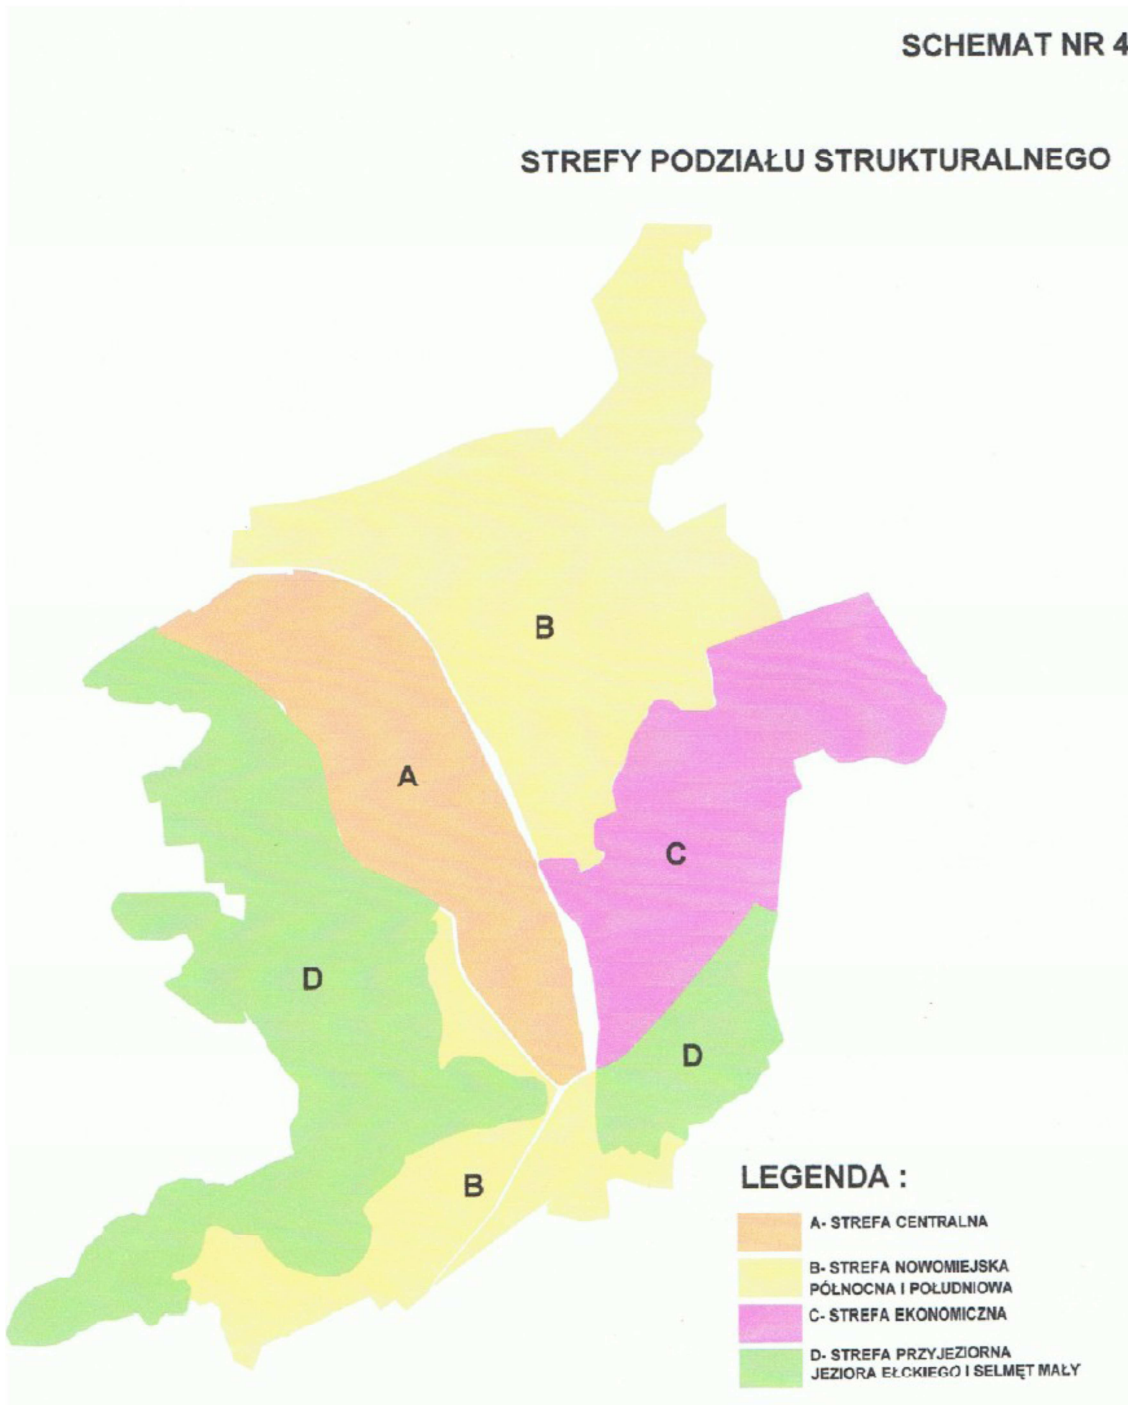 SCHEMAT NR 4
STREFY PODZIAŁU STRUKTURALNEGO
B
A
C
D
D
B
LEGENDA :
A- STREFA CENTRALNA
B- STREFA NOWOMIEJSKA
PÓŁNOCNA I POŁUDNIOWA
C- STREFA EKONOMICZNA
D- STREFA PRZYJEZIORNA
JEZIORA EŁCKIEGO I SELMĘT MAŁY